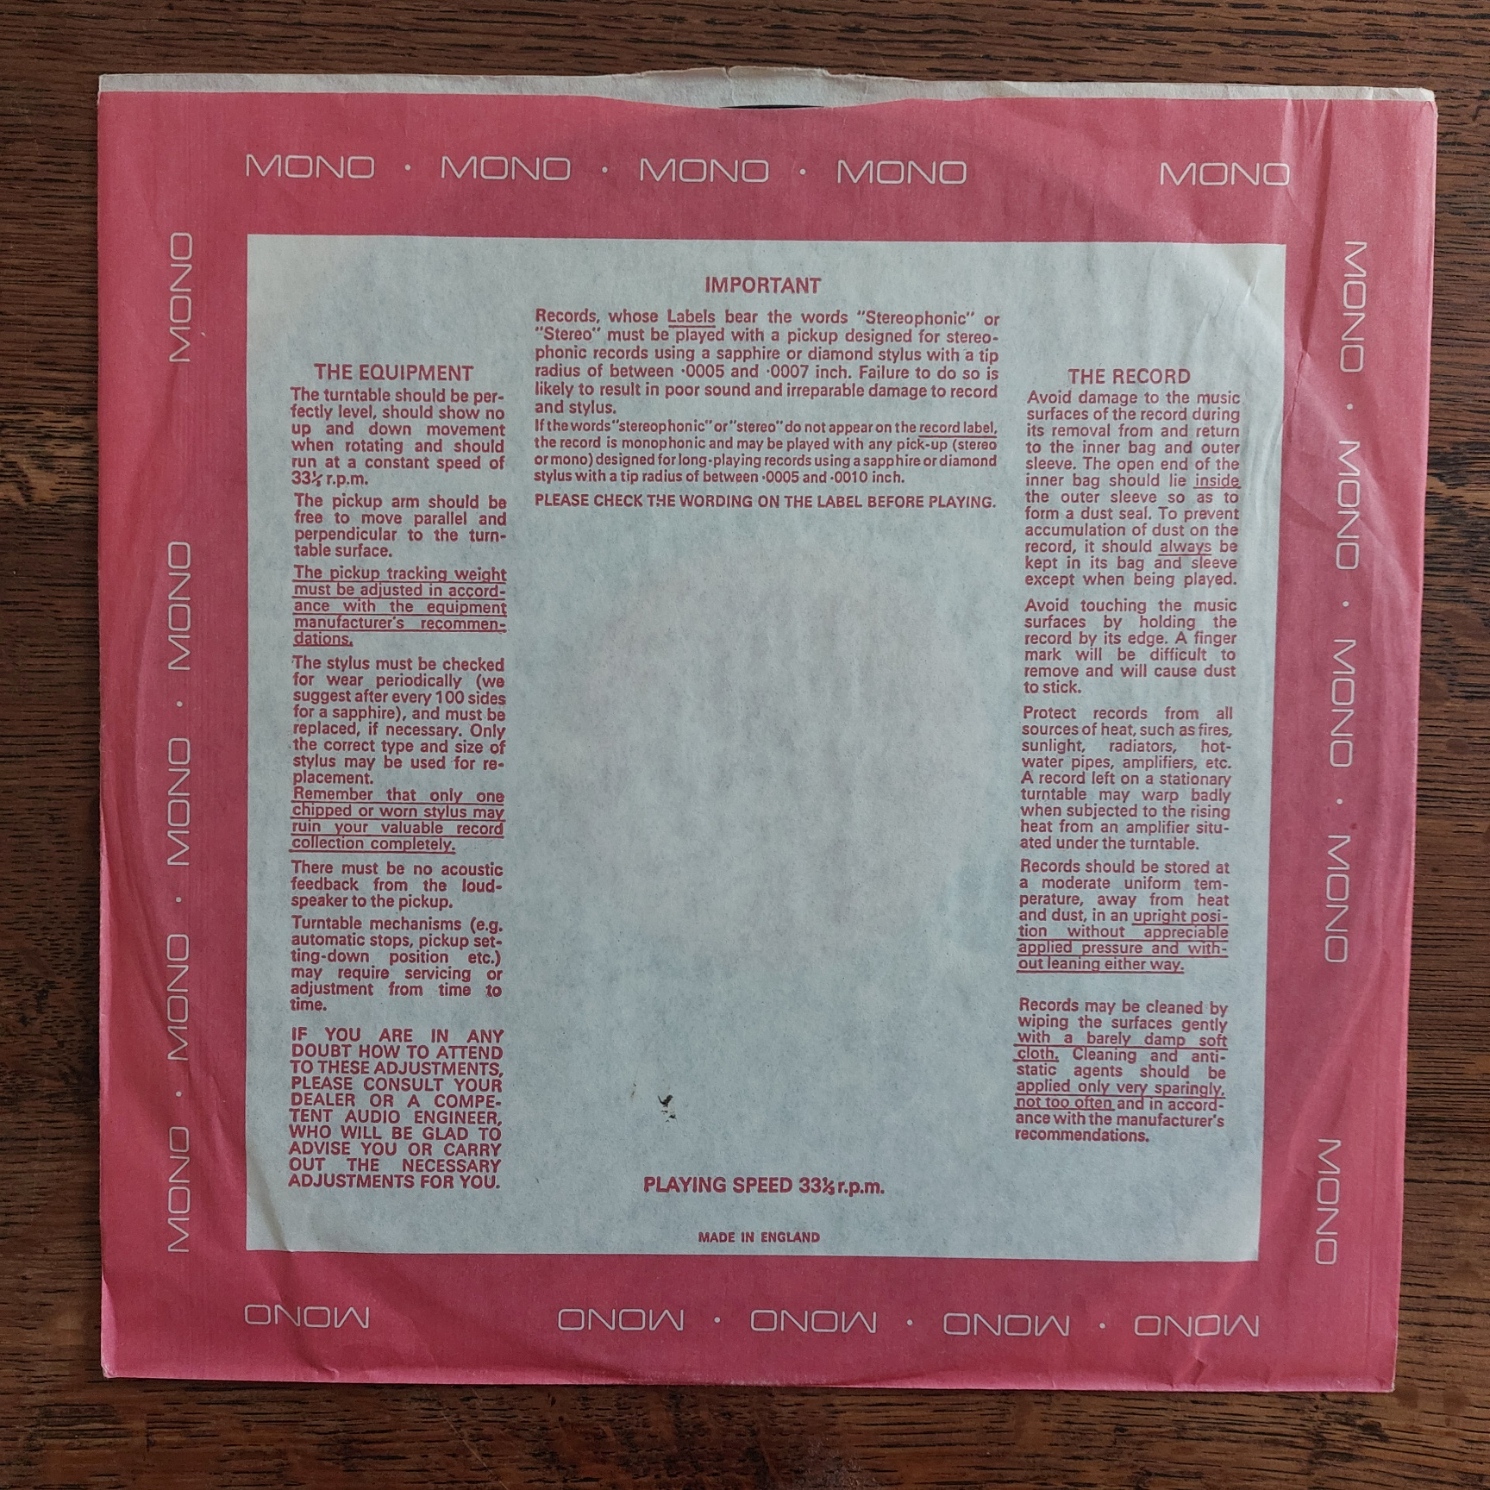 MONO · MONO · MONO · MONO MONO
IMPORTANT
Records, whose Labels bear the words "Stereophonic" or
"Stereo" must be played with a pickup designed for stereo-
phonic records using a sapphire or diamond stylus with a tip
radius of between ·0005 and ·0007 inch. Failure to do so is
likely to result in poor sound and irreparable damage to record
and stylus.
If the words "stereophonic" or "stereo" do not appear on the record label,
the record is monophonic and may be played with any pick-up (stereo
or mono) designed for long-playing records using a sapphire or diamond
stylus with a tip radius of between ·0005 and ·0010 inch.
PLEASE CHECK THE WORDING ON THE LABEL BEFORE PLAYING.
THE EQUIPMENT
The turntable should be per-
fectly level, should show no
up and down movement
when rotating and should
run at a constant speed of
33⅓ r.p.m.
The pickup arm should be
free to move parallel and
perpendicular to the turn-
table surface.
The pickup tracking weight
must be adjusted in accord-
ance with the equipment
manufacturer's recommen-
dations.
The stylus must be checked
for wear periodically (we
suggest after every 100 sides
for a sapphire), and must be
replaced, if necessary. Only
the correct type and size of
stylus may be used for re-
placement.
Remember that only one
chipped or worn stylus may
ruin your valuable record
collection completely.
There must be no acoustic
feedback from the loud-
speaker to the pickup.
Turntable mechanisms (e.g.
automatic stops, pickup set-
ting-down position etc.)
may require servicing or
adjustment from time to
time.
IF YOU ARE IN ANY
DOUBT HOW TO ATTEND
TO THESE ADJUSTMENTS,
PLEASE CONSULT YOUR
DEALER OR A COMPE-
TENT AUDIO ENGINEER,
WHO WILL BE GLAD TO
ADVISE YOU OR CARRY
OUT THE NECESSARY
ADJUSTMENTS FOR YOU.
THE RECORD
Avoid damage to the music
surfaces of the record during
its removal from and return
to the inner bag and outer
sleeve. The open end of the
inner bag should lie inside
the outer sleeve so as to
form a dust seal. To prevent
accumulation of dust on the
record, it should always be
kept in its bag and sleeve
except when being played.
Avoid touching the music
surfaces by holding the
record by its edge. A finger
mark will be difficult to
remove and will cause dust
to stick.
Protect records from all
sources of heat, such as fires,
sunlight, radiators, hot-
water pipes, amplifiers, etc.
A record left on a stationary
turntable may warp badly
when subjected to the rising
heat from an amplifier situ-
ated under the turntable.
Records should be stored at
a moderate uniform tem-
perature, away from heat
and dust, in an upright posi-
tion without appreciable
applied pressure and with-
out leaning either way.
Records may be cleaned by
wiping the surfaces gently
with a barely damp soft
cloth. Cleaning and anti-
static agents should be
applied only very sparingly,
not too often and in accord-
ance with the manufacturer's
recommendations.
PLAYING SPEED 33⅓ r.p.m.
MADE IN ENGLAND
MONO · MONO · MONO · MONO MONO
MONO · MONO · MONO · MONO MONO
MONO · MONO · MONO · MONO MONO